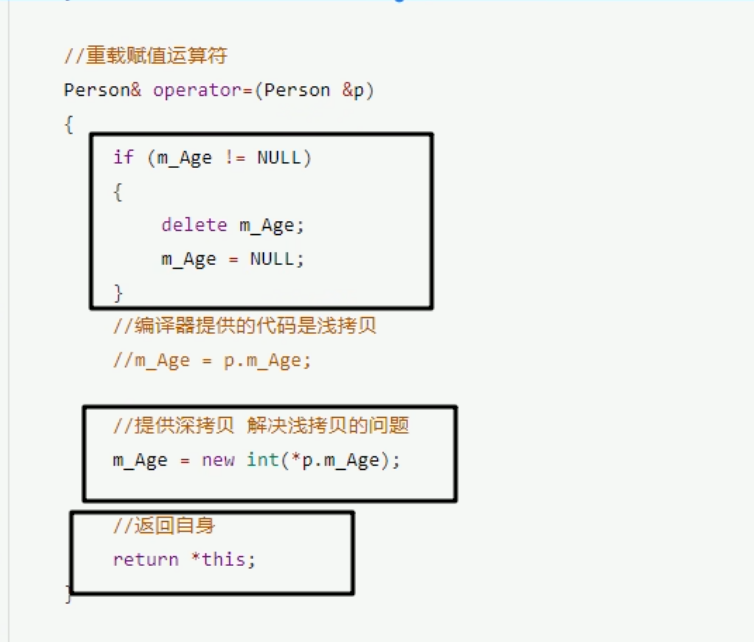 //重载赋值运算符
Person& operator=(Person &p)
{
if (m_Age != NULL)
{
delete m_Age;
m_Age = NULL;
}
//编译器提供的代码是浅拷贝
//m_Age = p.m_Age;
//提供深拷贝 解决浅拷贝的问题
m_Age = new int(*p.m_Age);
//返回自身
return *this;
}